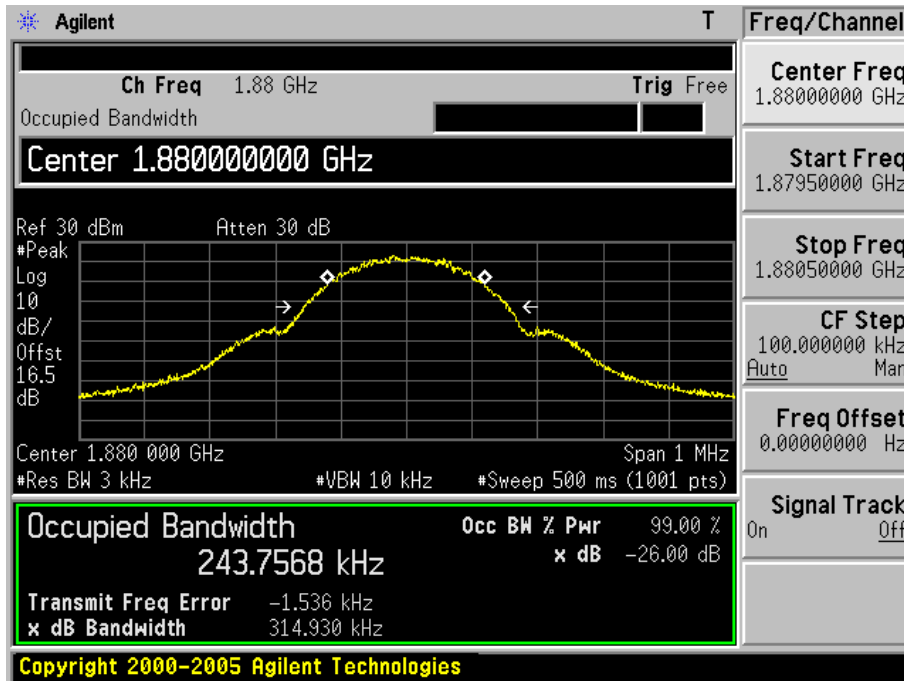 Agilent T Freq/Channel
Ch Freq 1.88 GHz Trig Free
Occupied Bandwidth
Center 1.880000000 GHz
Ref 30 dBm Atten 30 dB
#Peak
Log
10
dB/
Offst
16.5
dB
Center 1.880 000 GHz Span 1 MHz
#Res BW 3 kHz #VBW 10 kHz #Sweep 500 ms (1001 pts)
Occupied Bandwidth
243.7568 kHz
Occ BW % Pwr 99.00 %
x dB -26.00 dB
Transmit Freq Error -1.536 kHz
x dB Bandwidth 314.930 kHz
Copyright 2000-2005 Agilent Technologies
Center Freq
1.88000000 GHz
Start Freq
1.87950000 GHz
Stop Freq
1.88050000 GHz
CF Step
100.000000 kHz
Auto Man
Freq Offset
0.00000000 Hz
Signal Track
On Off